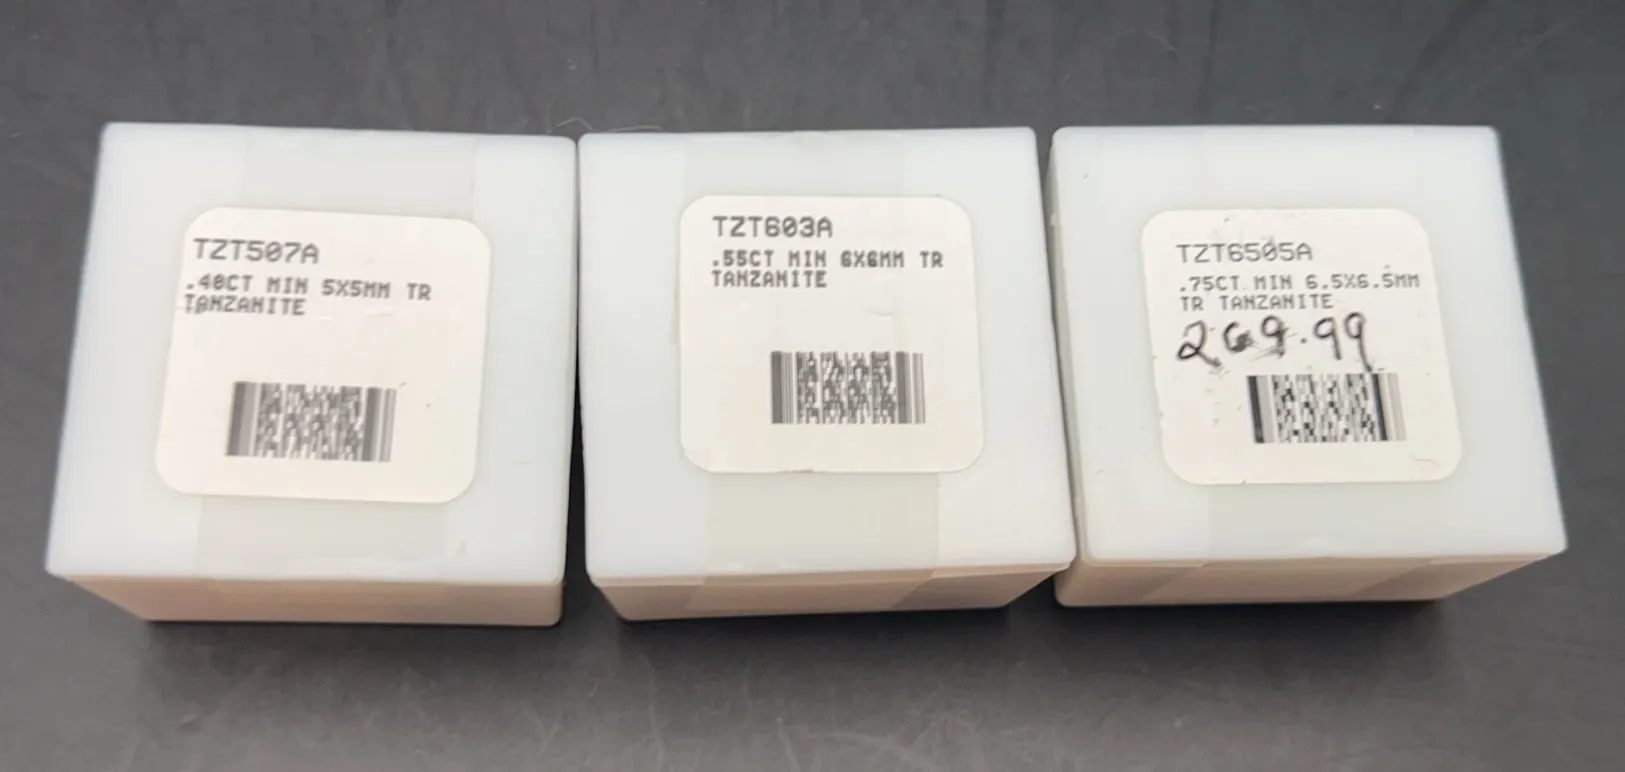 TZT507A
.40CT MIN 5X5MM TR
TANZANITE
TZT603A
.55CT MIN 6X6MM TR
TANZANITE
TZT6505A
.75CT MIN 6.5X6.5MM
TR TANZANITE
269.99